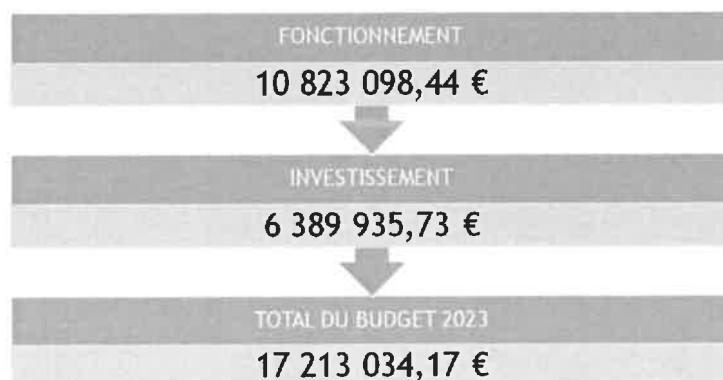 FONCTIONNEMENT
10 823 098,44 €
INVESTISSEMENT
6 389 935,73 €
TOTAL DU BUDGET 2023
17 213 034,17 €